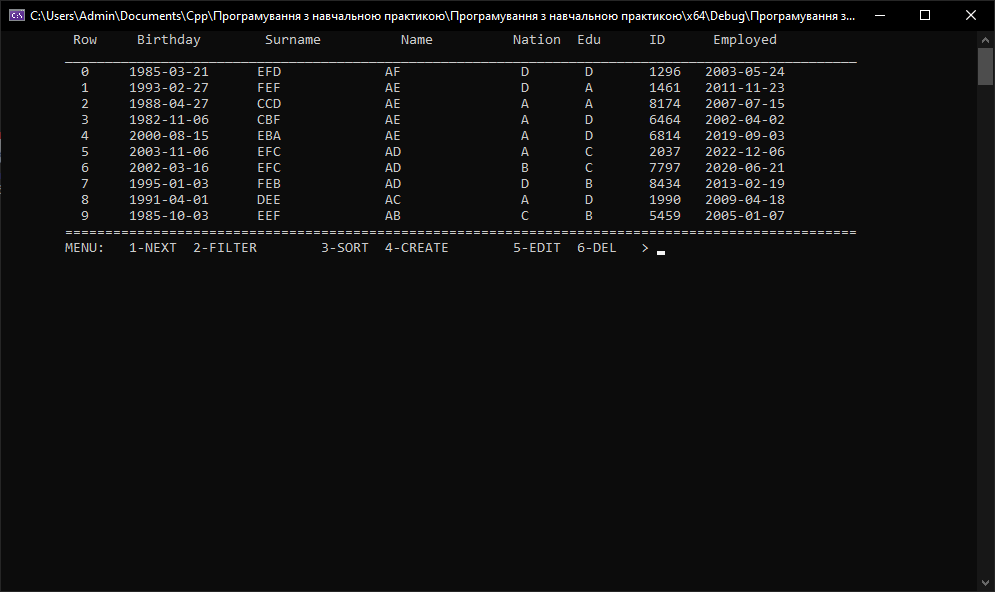 C:\Users\Admin\Documents\Cpp\Програмування з навчальною практикою\Програмування з навчальною практикою\x64\Debug\Програмування з...
Row Birthday Surname Name Nation Edu ID Employed
0 1985-03-21 EFD AF D D 1296 2003-05-24
1 1993-02-27 FEF AE D A 1461 2011-11-23
2 1988-04-27 CCD AE A A 8174 2007-07-15
3 1982-11-06 CBF AE A D 6464 2002-04-02
4 2000-08-15 EBA AE A D 6814 2019-09-03
5 2003-11-06 EFC AD A C 2037 2022-12-06
6 2002-03-16 EFC AD B C 7797 2020-06-21
7 1995-01-03 FEB AD D B 8434 2013-02-19
8 1991-04-01 DEE AC A D 1990 2009-04-18
9 1985-10-03 EEF AB C B 5459 2005-01-07
MENU: 1-NEXT 2-FILTER 3-SORT 4-CREATE 5-EDIT 6-DEL >